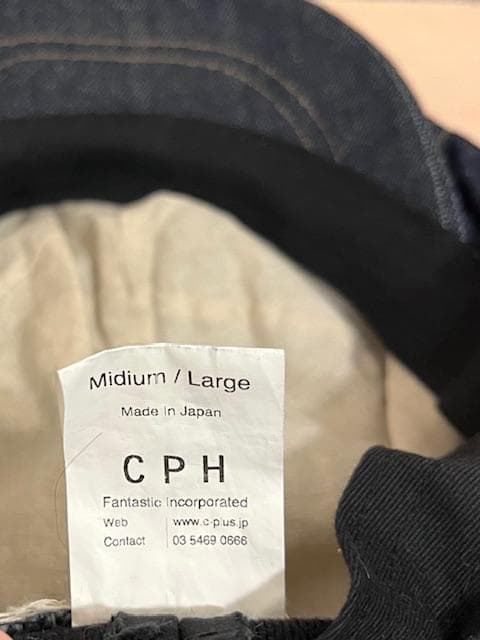 Midium / Large
Made in Japan
CPH
Fantastic Incorporated
Web www.c-plus.jp
Contact 03 5469 0666